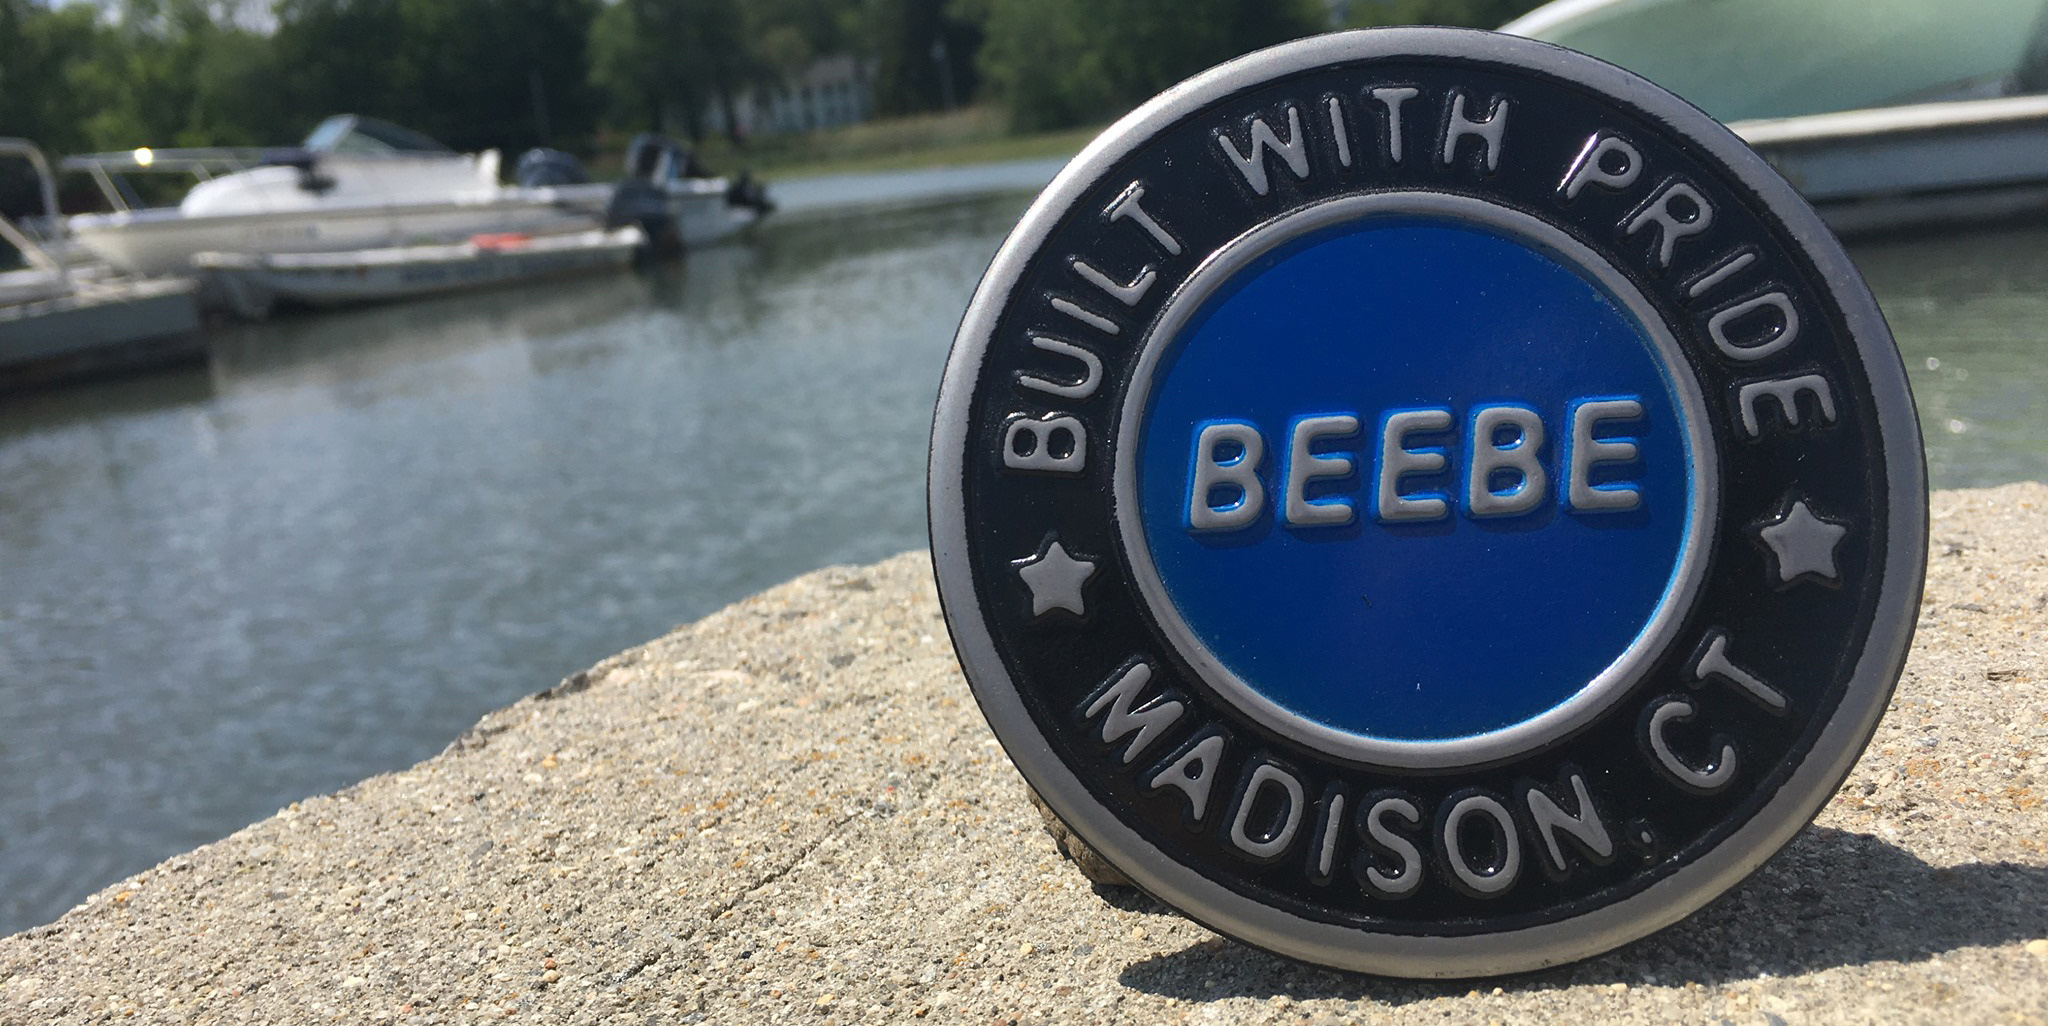 BUILT WITH PRIDE
BEEBE
MADISON, CT